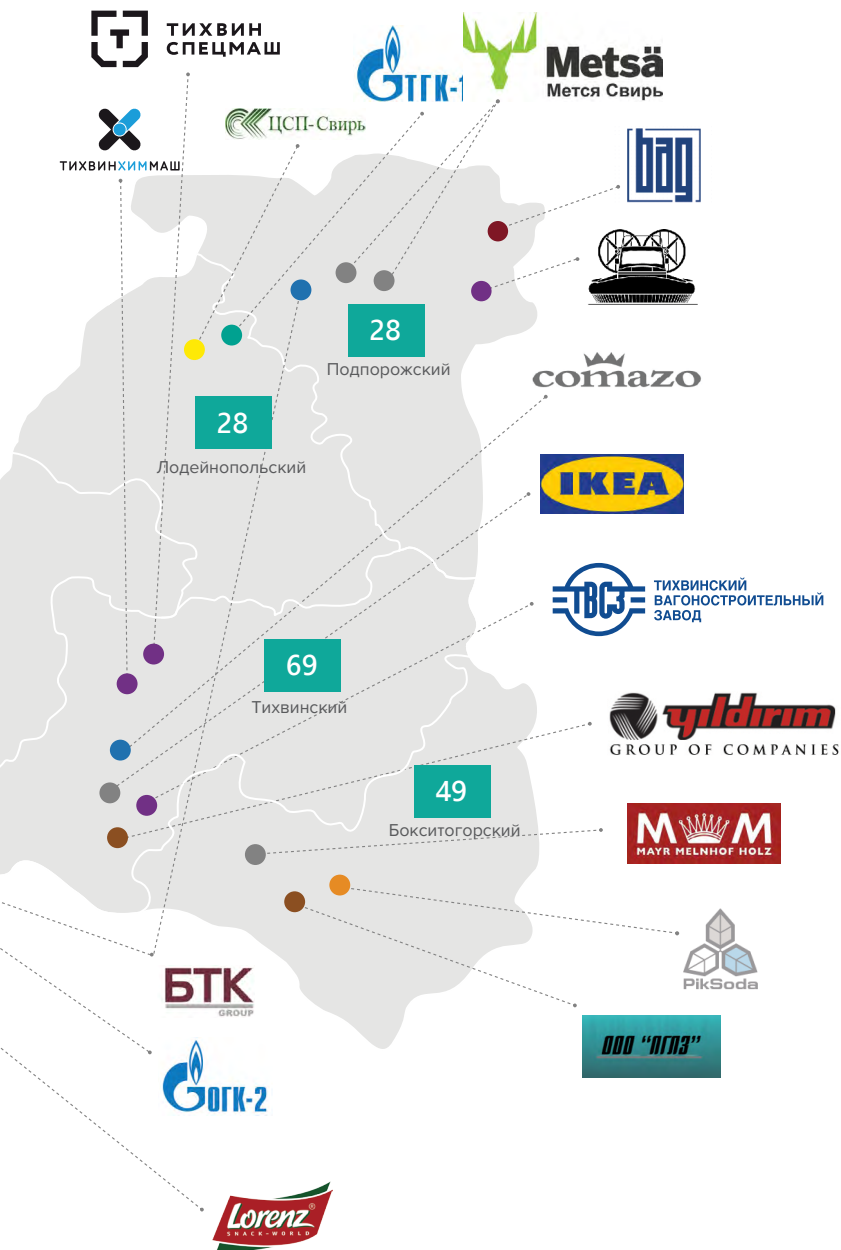 ТИХВИН
СПЕЦМАШ
ТГК-1
Metsä
Мется Свирь
ЦСП-Свирь
ТИХВИНХИММАШ
bag
28
Подпорожский
comazo
28
Лодейнопольский
IKEA
ТВСЗ
ТИХВИНСКИЙ
ВАГОНОСТРОИТЕЛЬНЫЙ
ЗАВОД
69
Тихвинский
yıldırım
GROUP OF COMPANIES
49
Бокситогорский
M M
MAYR MELNHOF HOLZ
PikSoda
БТК
GROUP
ООО “ПГЛЗ”
ОГК-2
Lorenz®
SNACK-WORLD